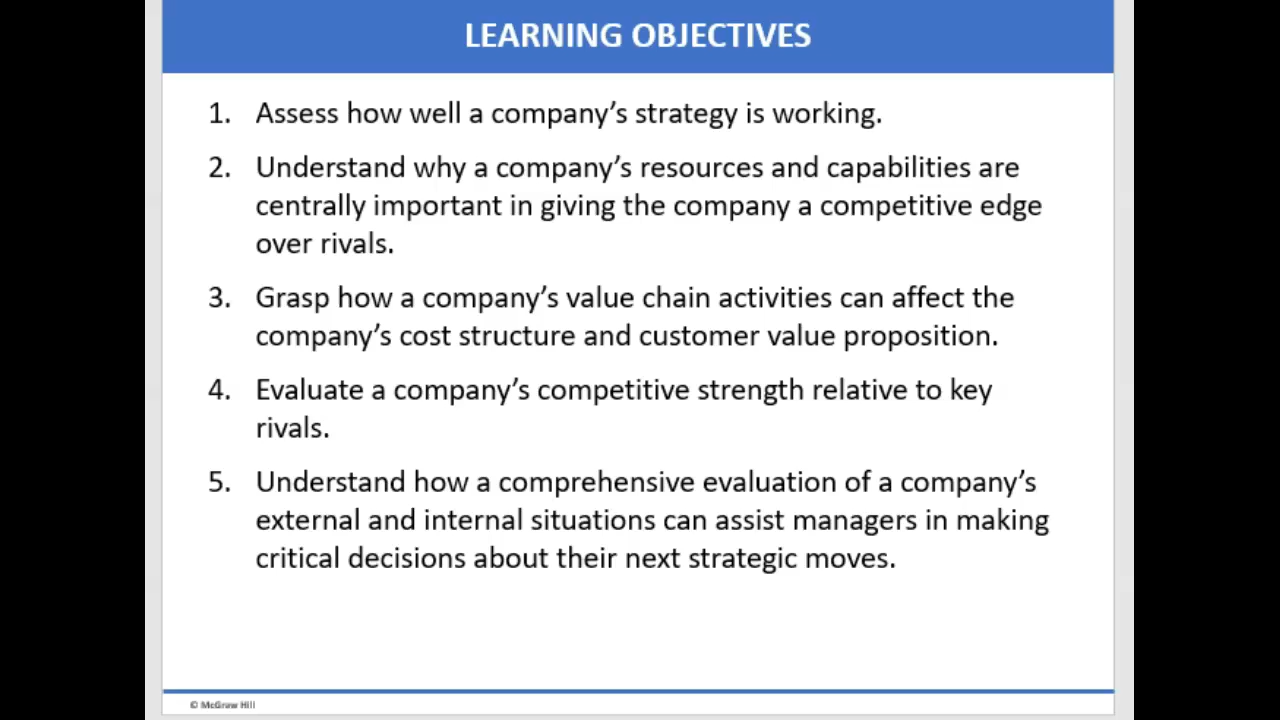 LEARNING OBJECTIVES
1. Assess how well a company’s strategy is working.
2. Understand why a company’s resources and capabilities are
centrally important in giving the company a competitive edge
over rivals.
3. Grasp how a company’s value chain activities can affect the
company’s cost structure and customer value proposition.
4. Evaluate a company’s competitive strength relative to key
rivals.
5. Understand how a comprehensive evaluation of a company’s
external and internal situations can assist managers in making
critical decisions about their next strategic moves.
© McGraw Hill